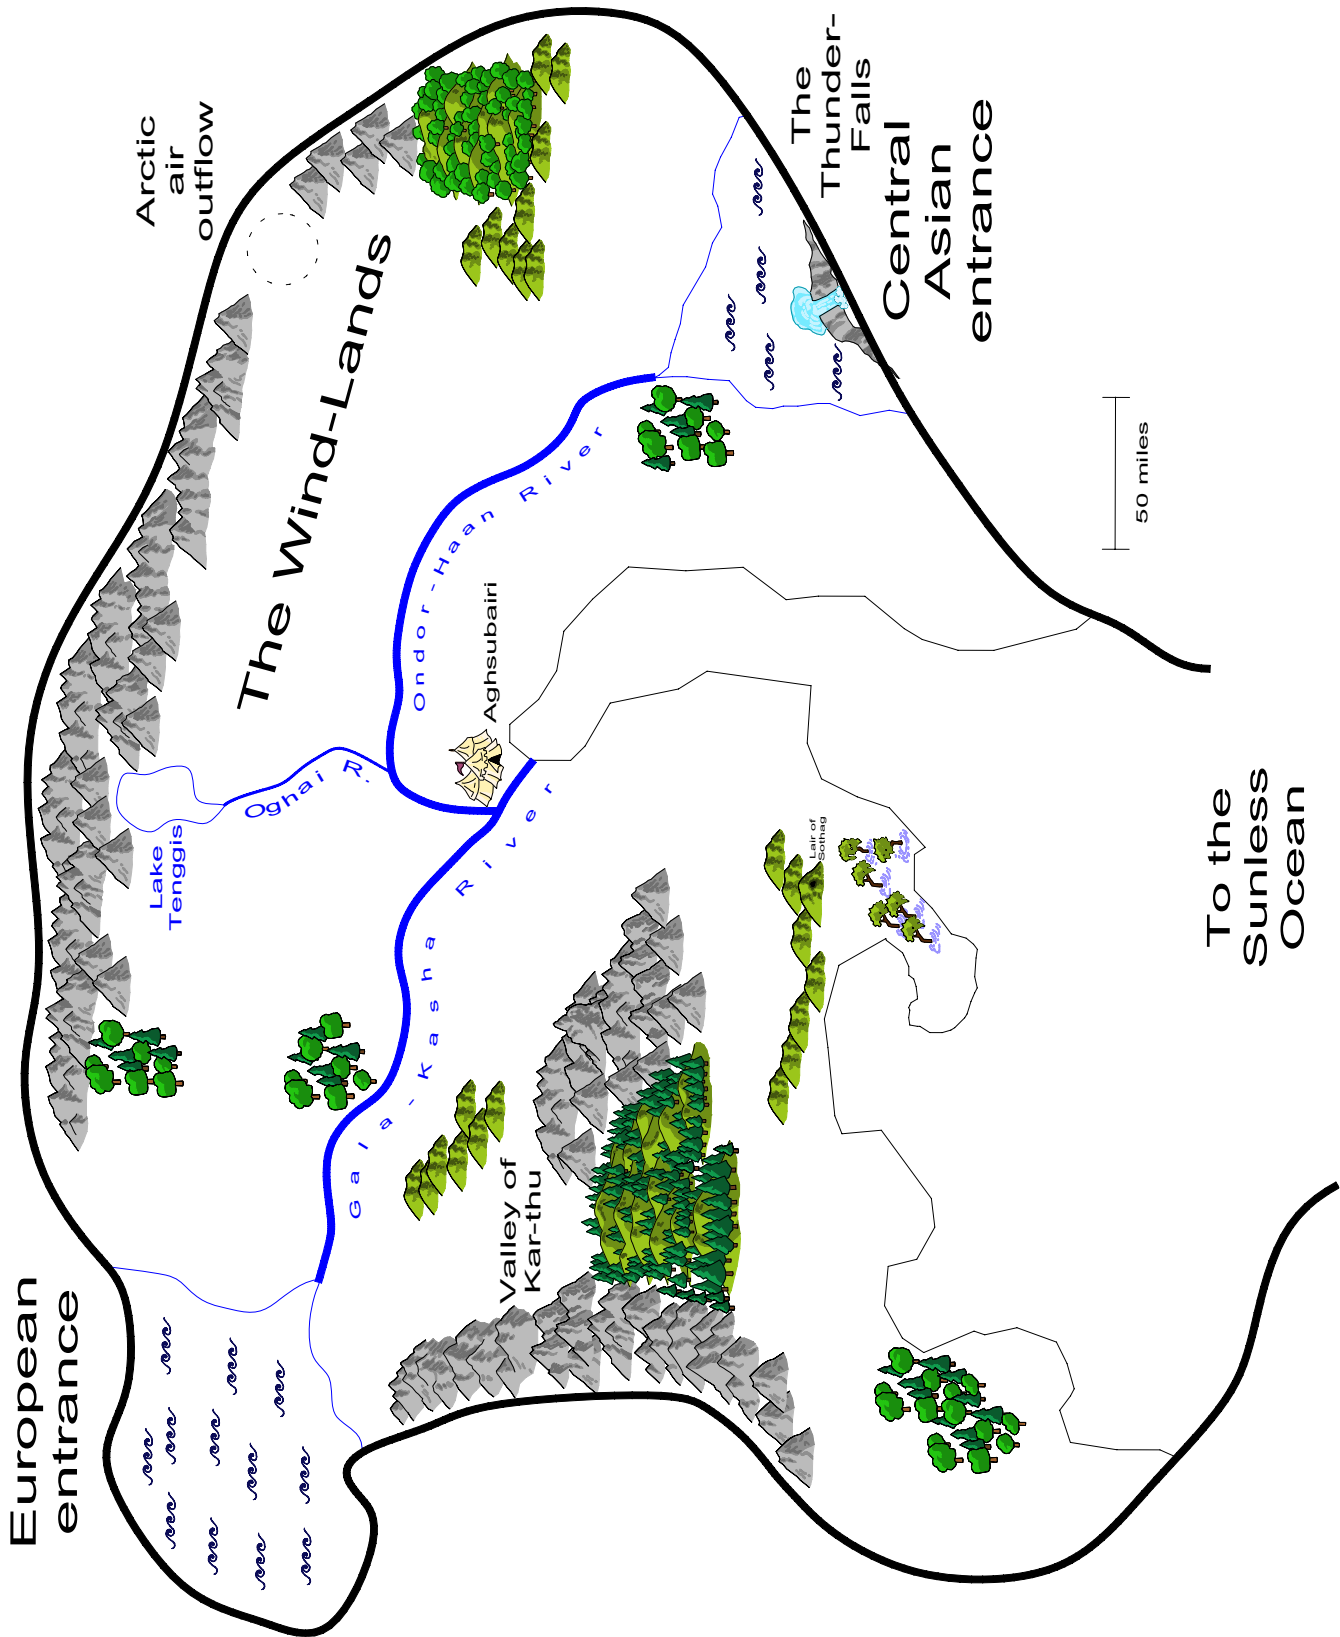 European
entrance
Arctic
air
outflow
The Wind-Lands
Lake
Tenggis
Oghai R.
Ondor-Haan River
Gala-Kasha River
Aghsubairi
Valley of
Kar-thu
Lair of
Sothag
The
Thunder-
Falls
Central
Asian
entrance
50 miles
To the
Sunless
Ocean